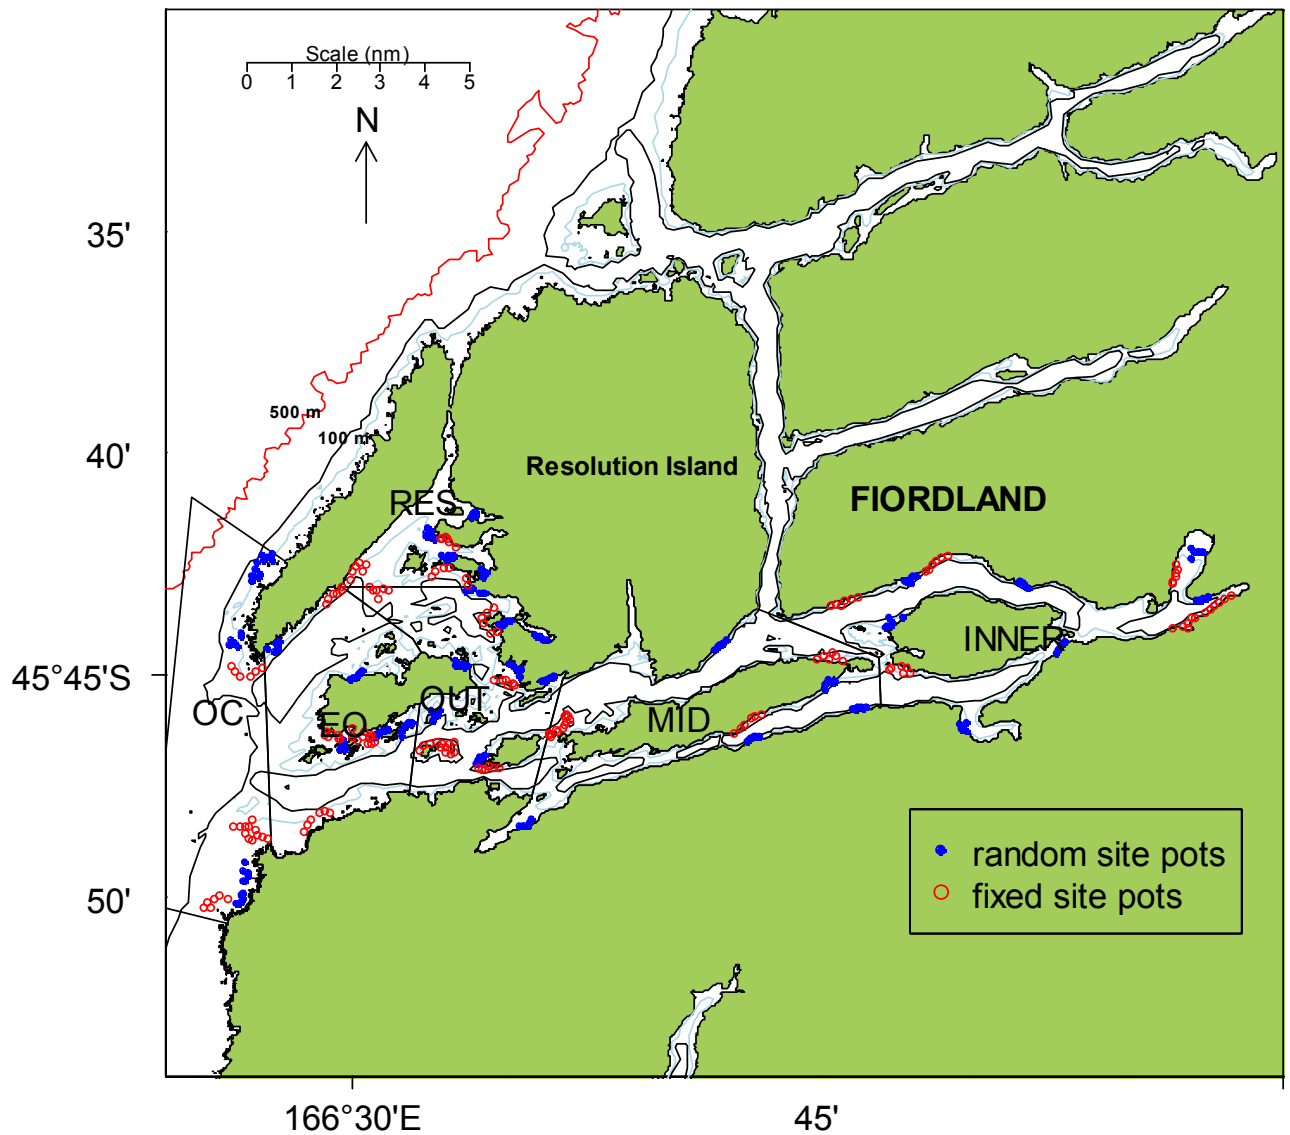 Scale (nm)
0 1 2 3 4 5
N
35'
500 m
100 m
40'
Resolution Island
RES
FIORDLAND
INNER
45°45'S
OUT
OC
EO
MID
random site pots
fixed site pots
50'
166°30'E
45'